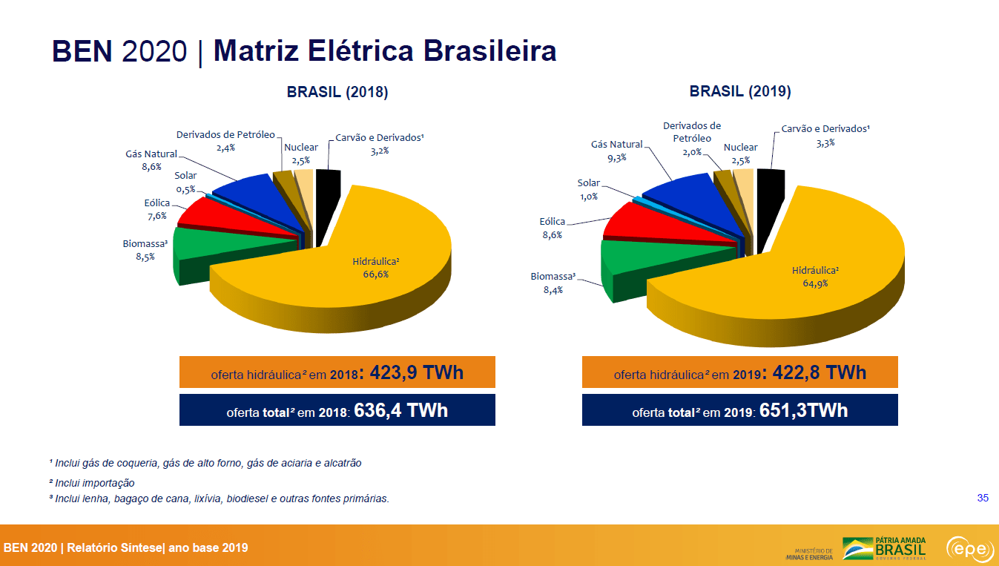 BEN 2020 | Matriz Elétrica Brasileira
BRASIL (2018)
Derivados de Petróleo
2,4%
Nuclear
2,5%
Carvão e Derivados¹
3,2%
Gás Natural
8,6%
Solar
0,5%
Eólica
7,6%
Biomassa³
8,5%
Hidráulica²
66,6%
oferta hidráulica² em 2018: 423,9 TWh
oferta total² em 2018: 636,4 TWh
BRASIL (2019)
Derivados de
Petróleo
2,0%
Nuclear
2,5%
Carvão e Derivados¹
3,3%
Gás Natural
9,3%
Solar
1,0%
Eólica
8,6%
Biomassa³
8,4%
Hidráulica²
64,9%
oferta hidráulica² em 2019: 422,8 TWh
oferta total² em 2019: 651,3TWh
¹ Inclui gás de coqueria, gás de alto forno, gás de aciaria e alcatrão
² Inclui importação
³ Inclui lenha, bagaço de cana, lixívia, biodiesel e outras fontes primárias.
35
BEN 2020 | Relatório Síntese| ano base 2019
MINISTÉRIO DE
MINAS E ENERGIA
PÁTRIA AMADA
BRASIL
GOVERNO FEDERAL
epe